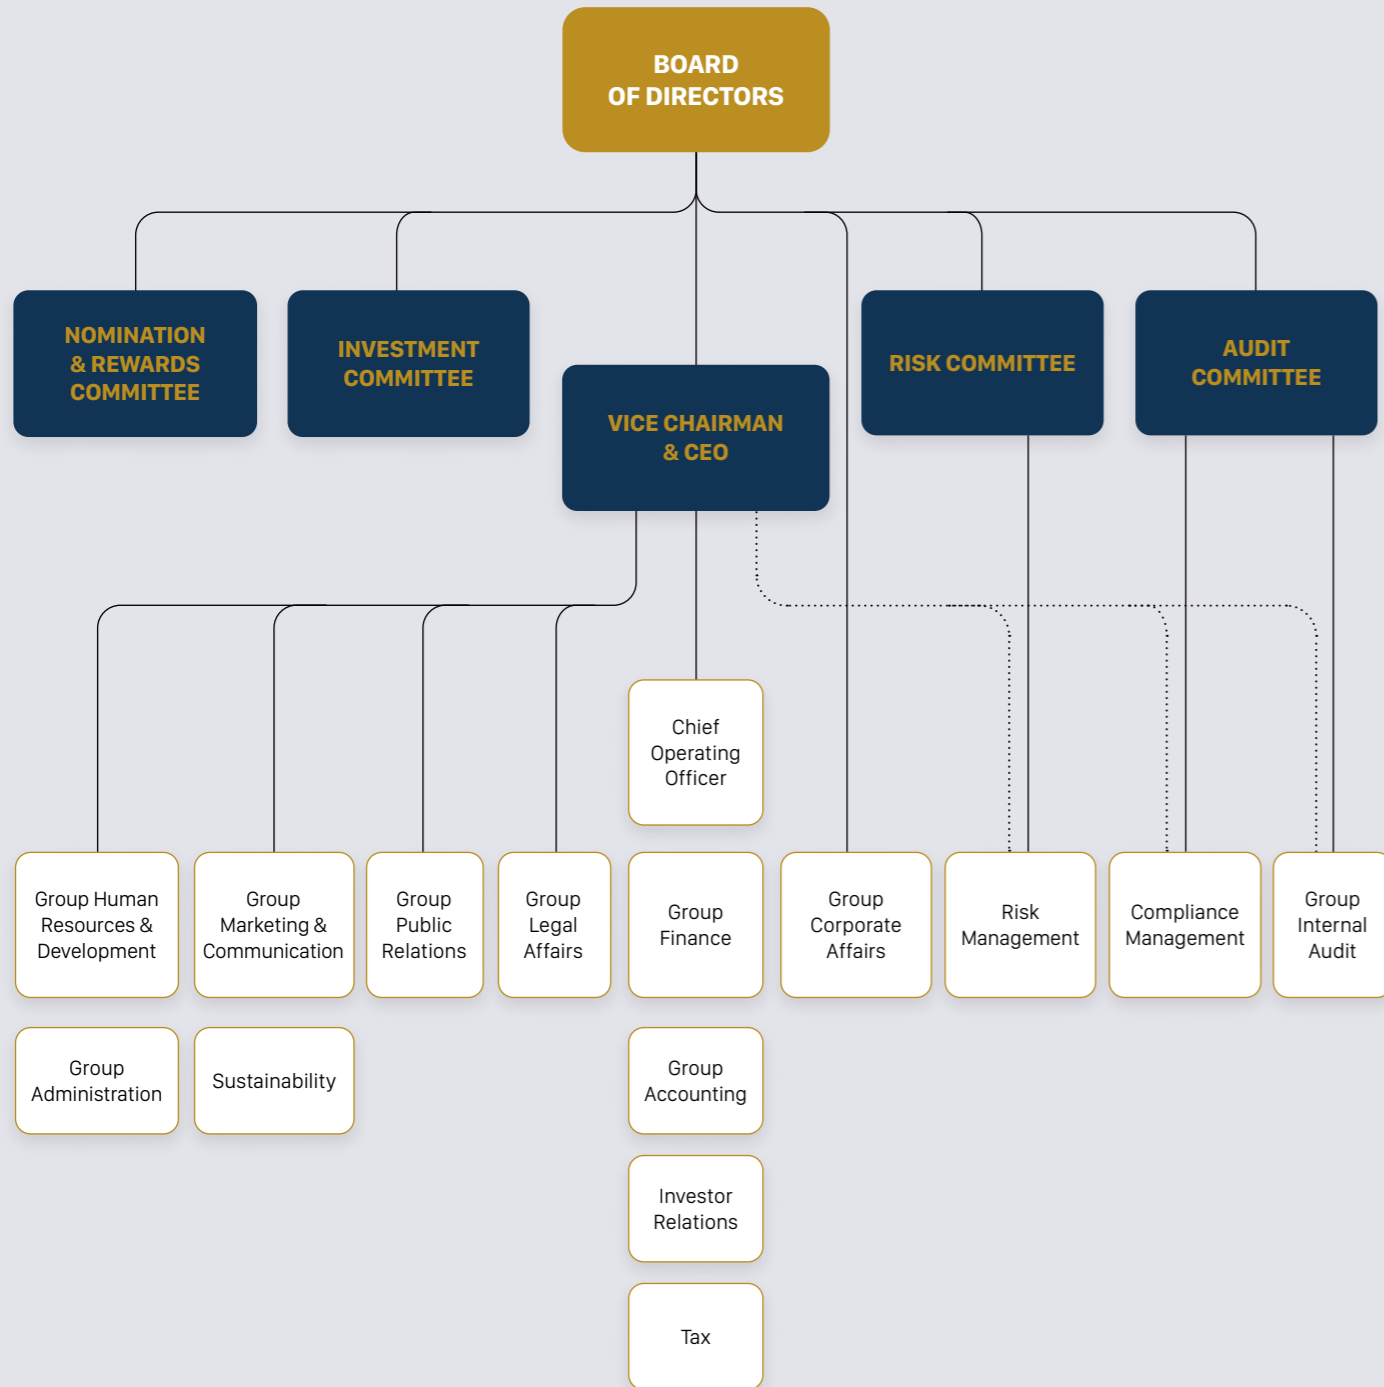 BOARD
OF DIRECTORS
NOMINATION
& REWARDS
COMMITTEE
INVESTMENT
COMMITTEE
VICE CHAIRMAN
& CEO
RISK COMMITTEE
AUDIT
COMMITTEE
Chief
Operating
Officer
Group Human
Resources &
Development
Group
Marketing &
Communication
Group
Public
Relations
Group
Legal
Affairs
Group
Finance
Group
Corporate
Affairs
Risk
Management
Compliance
Management
Group
Internal
Audit
Group
Administration
Sustainability
Group
Accounting
Investor
Relations
Tax